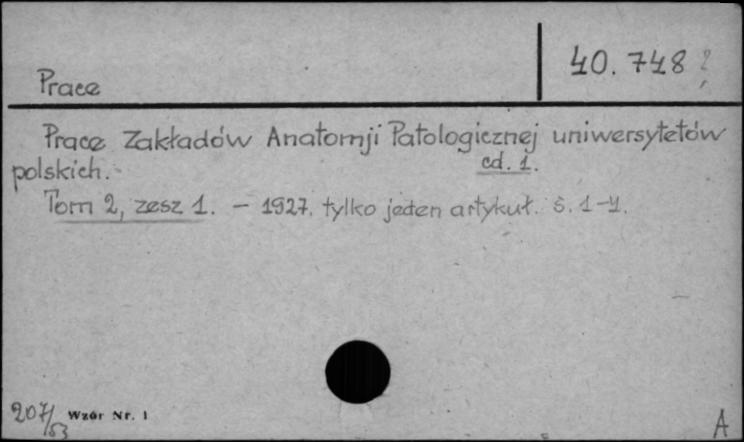 Prace
40.748 ?
Prace Zakładów Anatomji Patologicznej uniwersytetów
polskich. cd. 1.
Tom 2, zesz 1. – 1927. tylko jeden artykuł. s. 1-4.
207/53 Wzór Nr. 1
A